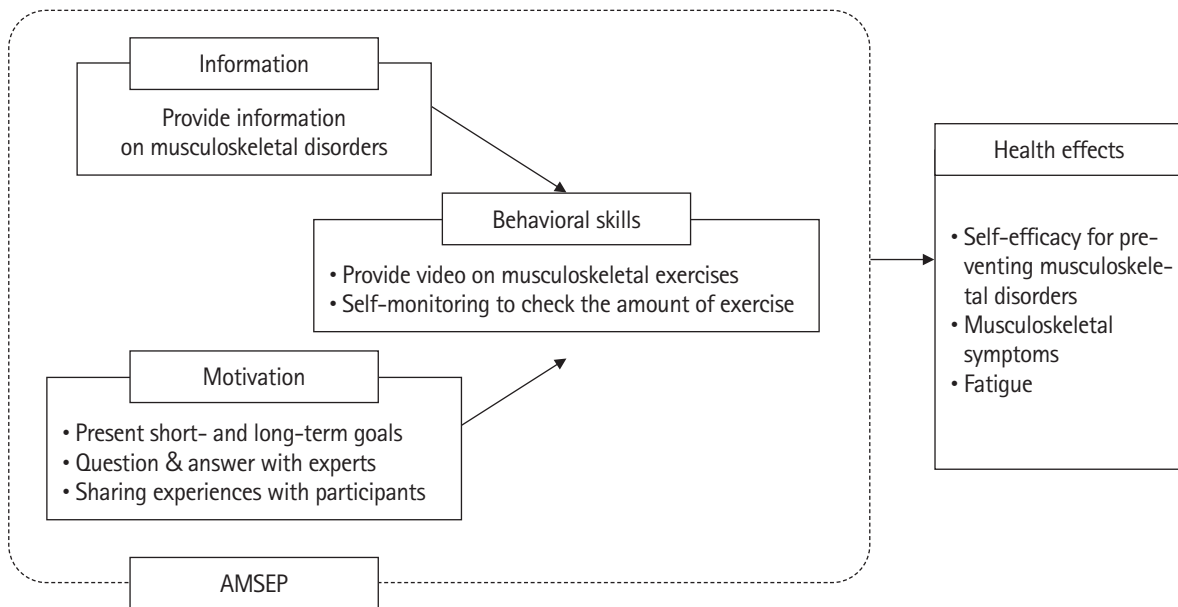 Information
Provide information
on musculoskeletal disorders
Behavioral skills
• Provide video on musculoskeletal exercises
• Self-monitoring to check the amount of exercise
Motivation
• Present short- and long-term goals
• Question & answer with experts
• Sharing experiences with participants
AMSEP
Health effects
• Self-efficacy for pre-
venting musculoskele-
tal disorders
• Musculoskeletal
symptoms
• Fatigue